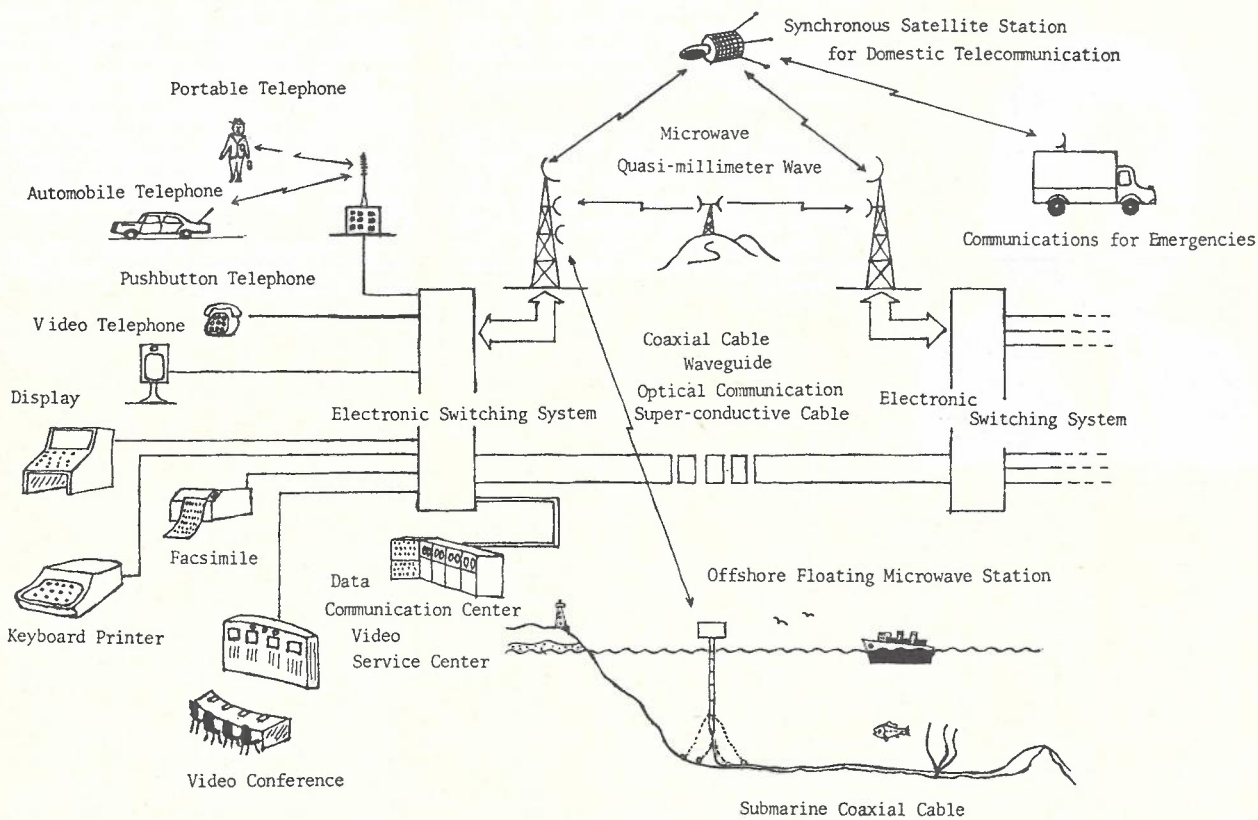 Synchronous Satellite Station
for Domestic Telecommunication
Portable Telephone
Microwave
Quasi-millimeter Wave
Automobile Telephone
Communications for Emergencies
Pushbutton Telephone
Video Telephone
Coaxial Cable
Waveguide
Optical Communication
Super-conductive Cable
Display
Electronic Switching System
Electronic
Switching System
Facsimile
Data
Communication Center
Video
Service Center
Offshore Floating Microwave Station
Keyboard Printer
Video Conference
Submarine Coaxial Cable